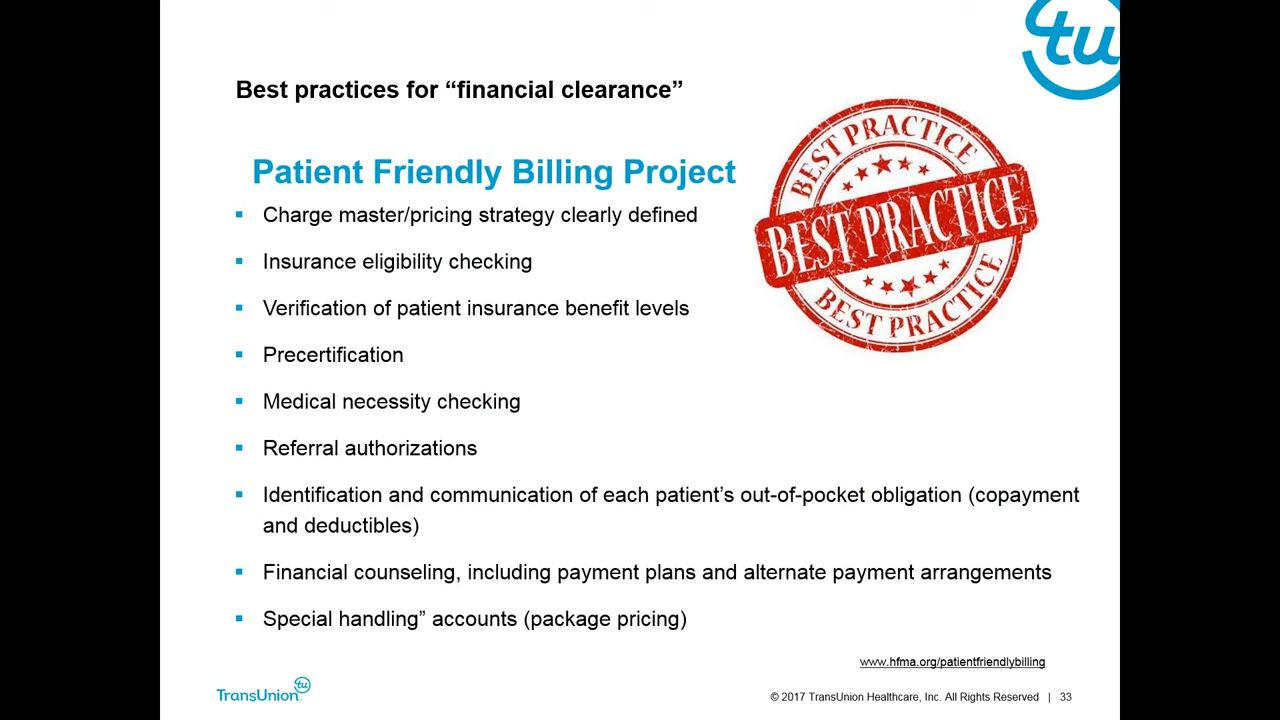 tu
Best practices for “financial clearance”
BEST PRACTICE
BEST PRACTICE
BEST PRACTICE
Patient Friendly Billing Project
▪ Charge master/pricing strategy clearly defined
▪ Insurance eligibility checking
▪ Verification of patient insurance benefit levels
▪ Precertification
▪ Medical necessity checking
▪ Referral authorizations
▪ Identification and communication of each patient’s out-of-pocket obligation (copayment
and deductibles)
▪ Financial counseling, including payment plans and alternate payment arrangements
▪ Special handling” accounts (package pricing)
www.hfma.org/patientfriendlybilling
TransUnion tu
© 2017 TransUnion Healthcare, Inc. All Rights Reserved | 33